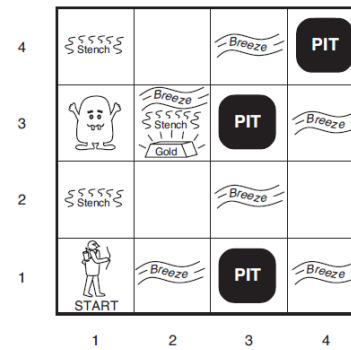 4
Stench
Breeze
PIT
3
Breeze
Stench
Gold
PIT
Breeze
2
Stench
Breeze
1
START
Breeze
PIT
Breeze
1 2 3 4